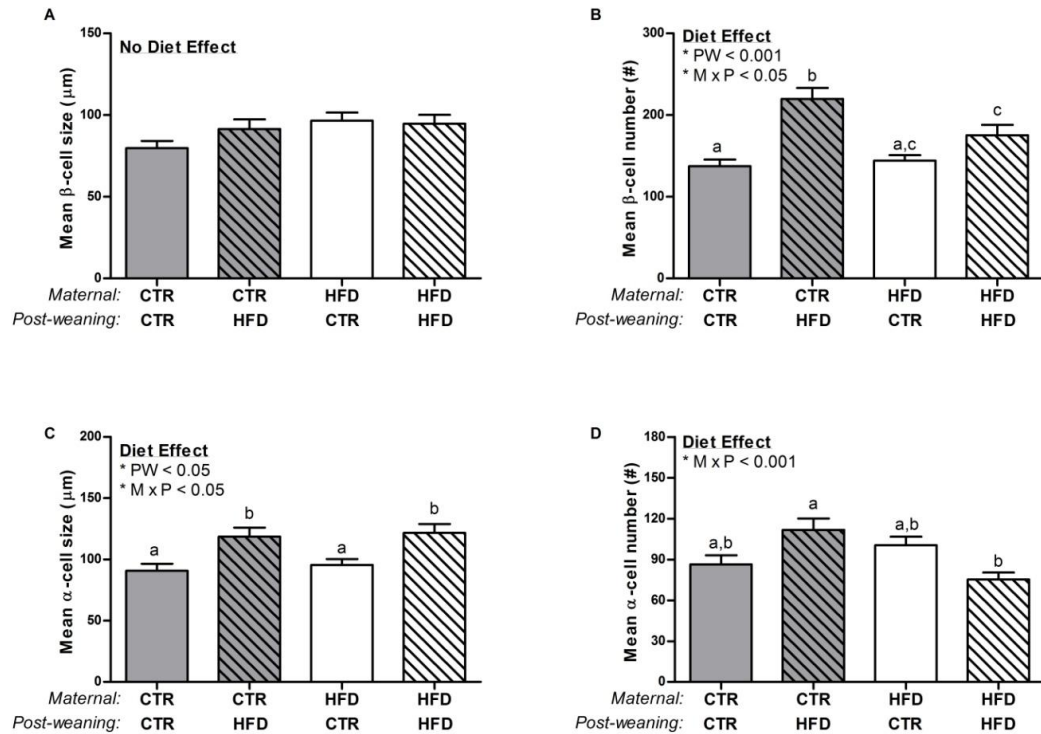 A
No Diet Effect
Mean β-cell size (μm)
150
100
50
0
Maternal: CTR CTR HFD HFD
Post-weaning: CTR HFD CTR HFD
B
Diet Effect
* PW < 0.001
* M x P < 0.05
Mean β-cell number (#)
300
200
100
0
a b a,c c
Maternal: CTR CTR HFD HFD
Post-weaning: CTR HFD CTR HFD
C
Diet Effect
* PW < 0.05
* M x P < 0.05
Mean α-cell size (μm)
200
150
100
50
0
a b a b
Maternal: CTR CTR HFD HFD
Post-weaning: CTR HFD CTR HFD
D
Diet Effect
* M x P < 0.001
Mean α-cell number (#)
180
150
120
90
60
30
0
a,b a a,b b
Maternal: CTR CTR HFD HFD
Post-weaning: CTR HFD CTR HFD